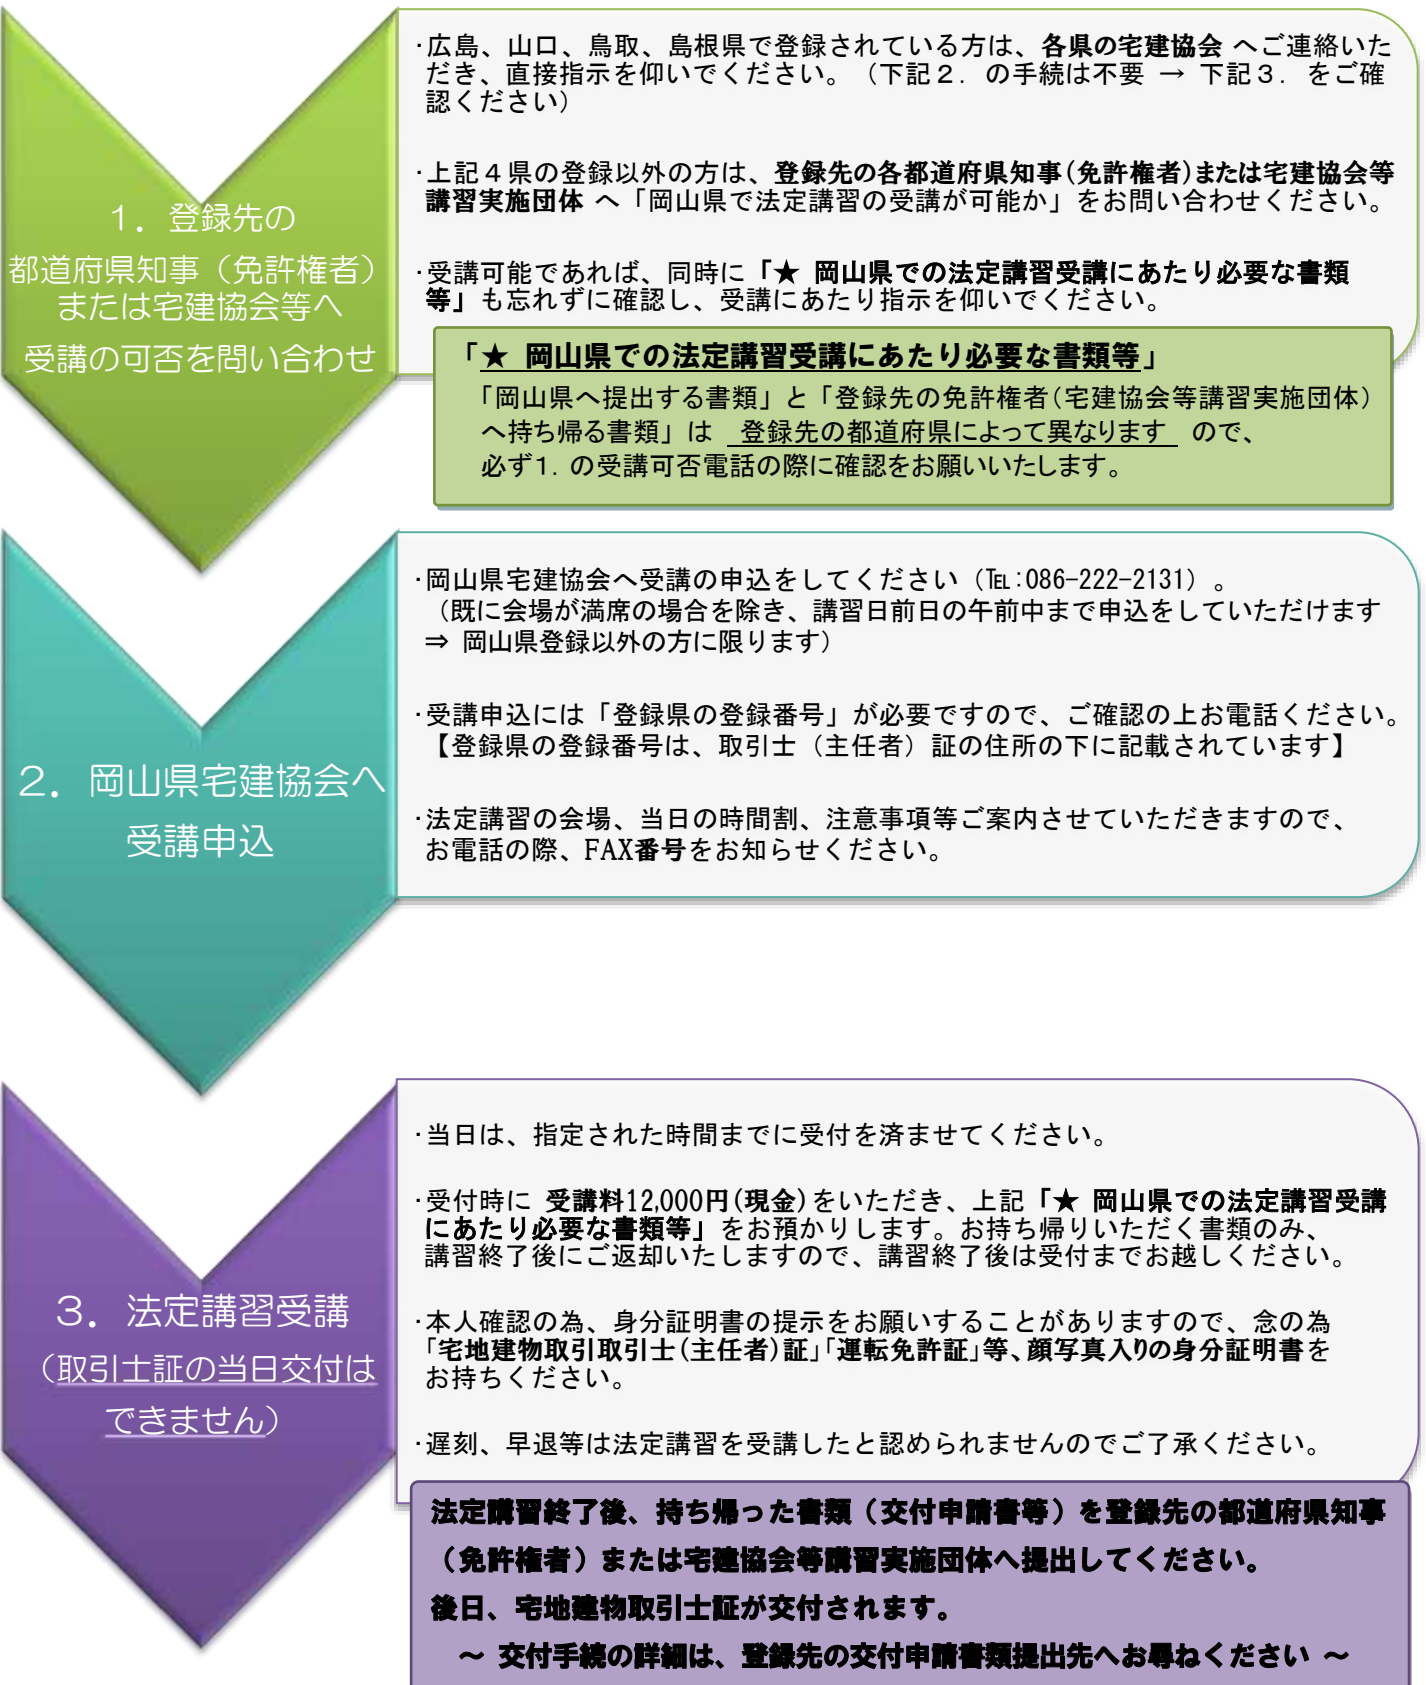 1．登録先の
都道府県知事（免許権者）
または宅建協会等へ
受講の可否を問い合わせ
・広島、山口、鳥取、島根県で登録されている方は、各県の宅建協会 へご連絡いた
だき、直接指示を仰いでください。（下記２．の手続は不要 → 下記３．をご確
認ください）
・上記４県の登録以外の方は、登録先の各都道府県知事(免許権者)または宅建協会等
講習実施団体 へ「岡山県で法定講習の受講が可能か」をお問い合わせください。
・受講可能であれば、同時に「★ 岡山県での法定講習受講にあたり必要な書類
等」も忘れずに確認し、受講にあたり指示を仰いでください。
「★ 岡山県での法定講習受講にあたり必要な書類等」
「岡山県へ提出する書類」と「登録先の免許権者(宅建協会等講習実施団体)
へ持ち帰る書類」は 登録先の都道府県によって異なります ので、
必ず１．の受講可否電話の際に確認をお願いいたします。
2．岡山県宅建協会へ
受講申込
・岡山県宅建協会へ受講の申込をしてください（℡:086-222-2131）。
（既に会場が満席の場合を除き、講習日前日の午前中まで申込をしていただけます
⇒ 岡山県登録以外の方に限ります）
・受講申込には「登録県の登録番号」が必要ですので、ご確認の上お電話ください。
【登録県の登録番号は、取引士（主任者）証の住所の下に記載されています】
・法定講習の会場、当日の時間割、注意事項等ご案内させていただきますので、
お電話の際、FAX番号をお知らせください。
3．法定講習受講
（取引士証の当日交付は
できません）
・当日は、指定された時間までに受付を済ませてください。
・受付時に 受講料12,000円(現金)をいただき、上記「★ 岡山県での法定講習受講
にあたり必要な書類等」をお預かりします。お持ち帰りいただく書類のみ、
講習終了後にご返却いたしますので、講習終了後は受付までお越しください。
・本人確認の為、身分証明書の提示をお願いすることがありますので、念の為
「宅地建物取引取引士(主任者)証」「運転免許証」等、顔写真入りの身分証明書を
お持ちください。
・遅刻、早退等は法定講習を受講したと認められませんのでご了承ください。
法定講習終了後、持ち帰った書類（交付申請書等）を登録先の都道府県知事
（免許権者）または宅建協会等講習実施団体へ提出してください。
後日、宅地建物取引士証が交付されます。
～ 交付手続の詳細は、登録先の交付申請書類提出先へお尋ねください ～